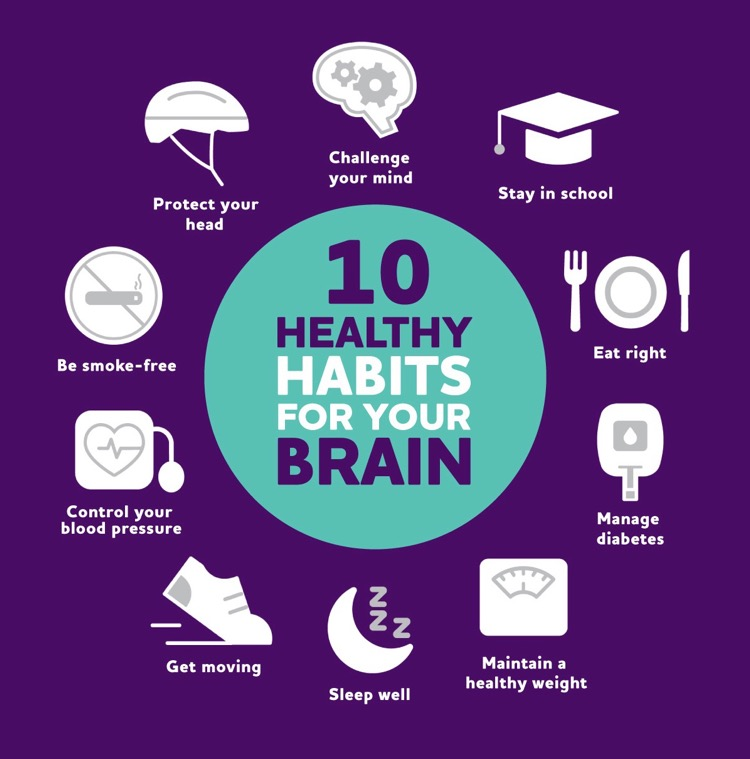 10
HEALTHY
HABITS
FOR YOUR
BRAIN
Challenge
your mind
Stay in school
Eat right
Manage
diabetes
Maintain a
healthy weight
Z
Z
Z
Sleep well
Get moving
Control your
blood pressure
Be smoke-free
Protect your
head